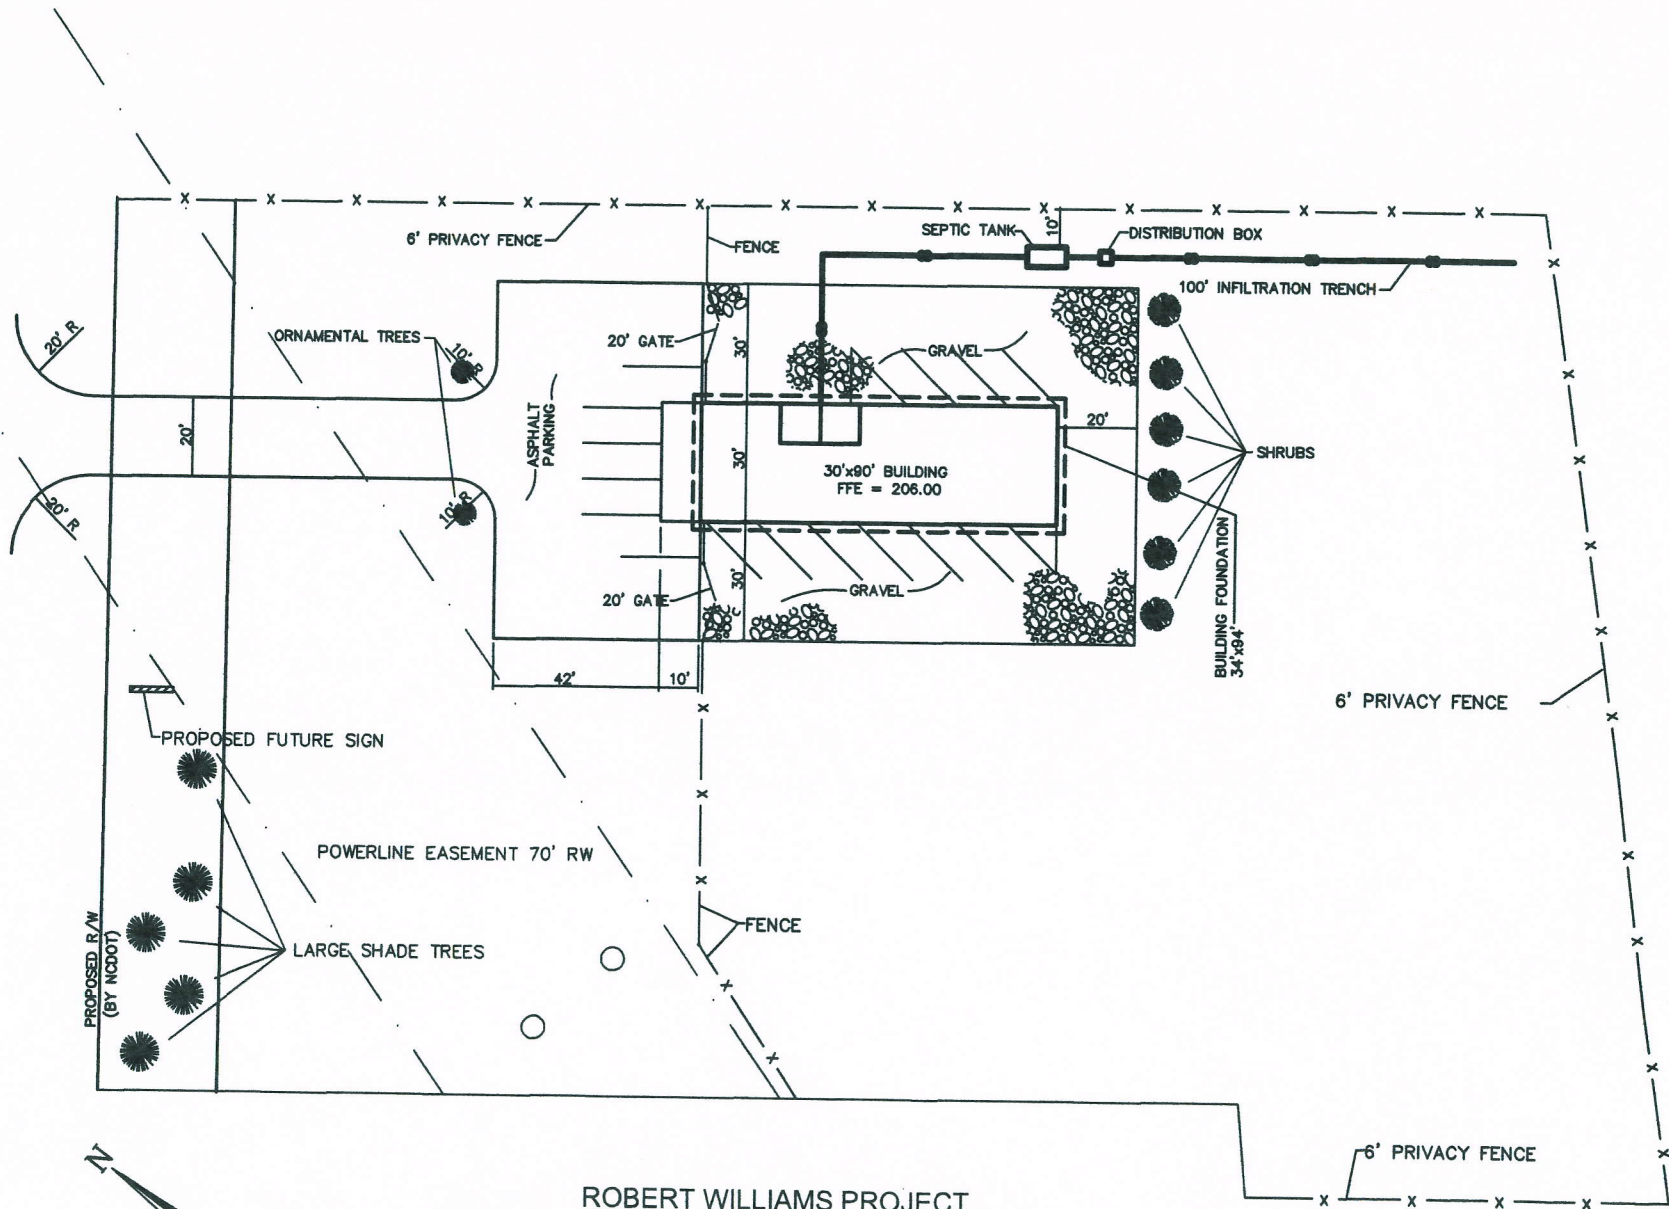 6' PRIVACY FENCE
FENCE
SEPTIC TANK
10'
DISTRIBUTION BOX
100' INFILTRATION TRENCH
20' R
ORNAMENTAL TREES
10' R
20' GATE
30'
GRAVEL
ASPHALT
PARKING
20'
20'
30'
30'x90' BUILDING
FFE = 206.00
SHRUBS
20' R
10' R
30'
GRAVEL
20' GATE
BUILDING FOUNDATION
34'x94'
42'
10'
6' PRIVACY FENCE
PROPOSED FUTURE SIGN
POWERLINE EASEMENT 70' RW
FENCE
LARGE SHADE TREES
PROPOSED R/W
(BY NCDOT)
6' PRIVACY FENCE
N
ROBERT WILLIAMS PROJECT